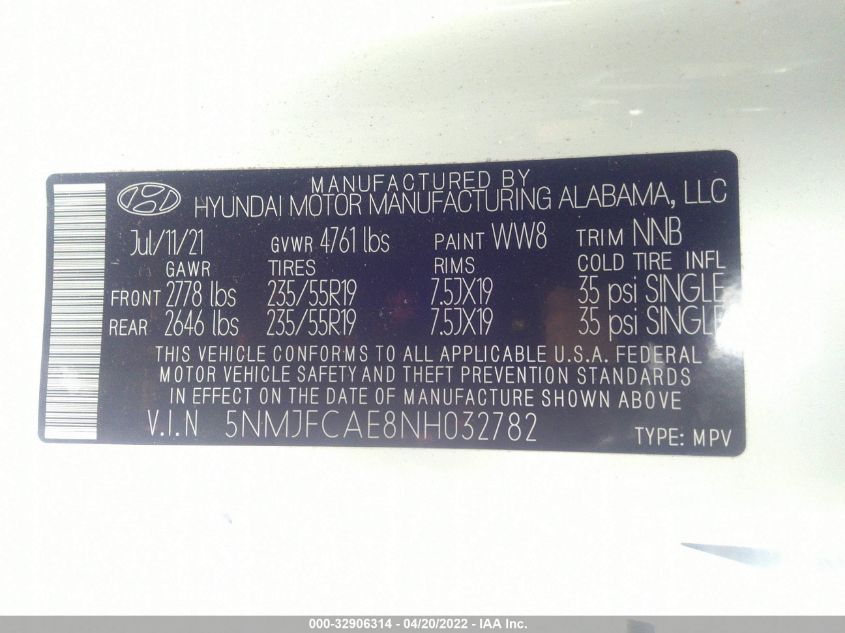 MANUFACTURED BY
HYUNDAI MOTOR MANUFACTURING ALABAMA, LLC
Jul/11/21 GVWR 4761 lbs PAINT WW8 TRIM NNB
GAWR TIRES RIMS COLD TIRE INFL
FRONT 2778 lbs 235/55R19 7.5JX19 35 psi SINGLE
REAR 2646 lbs 235/55R19 7.5JX19 35 psi SINGLE
THIS VEHICLE CONFORMS TO ALL APPLICABLE U.S.A. FEDERAL
MOTOR VEHICLE SAFETY AND THEFT PREVENTION STANDARDS
IN EFFECT ON THE DATE OF MANUFACTURE SHOWN ABOVE
V.I.N 5NMJFCAE8NH032782 TYPE: MPV
000-32906314 - 04/20/2022 - IAA Inc.